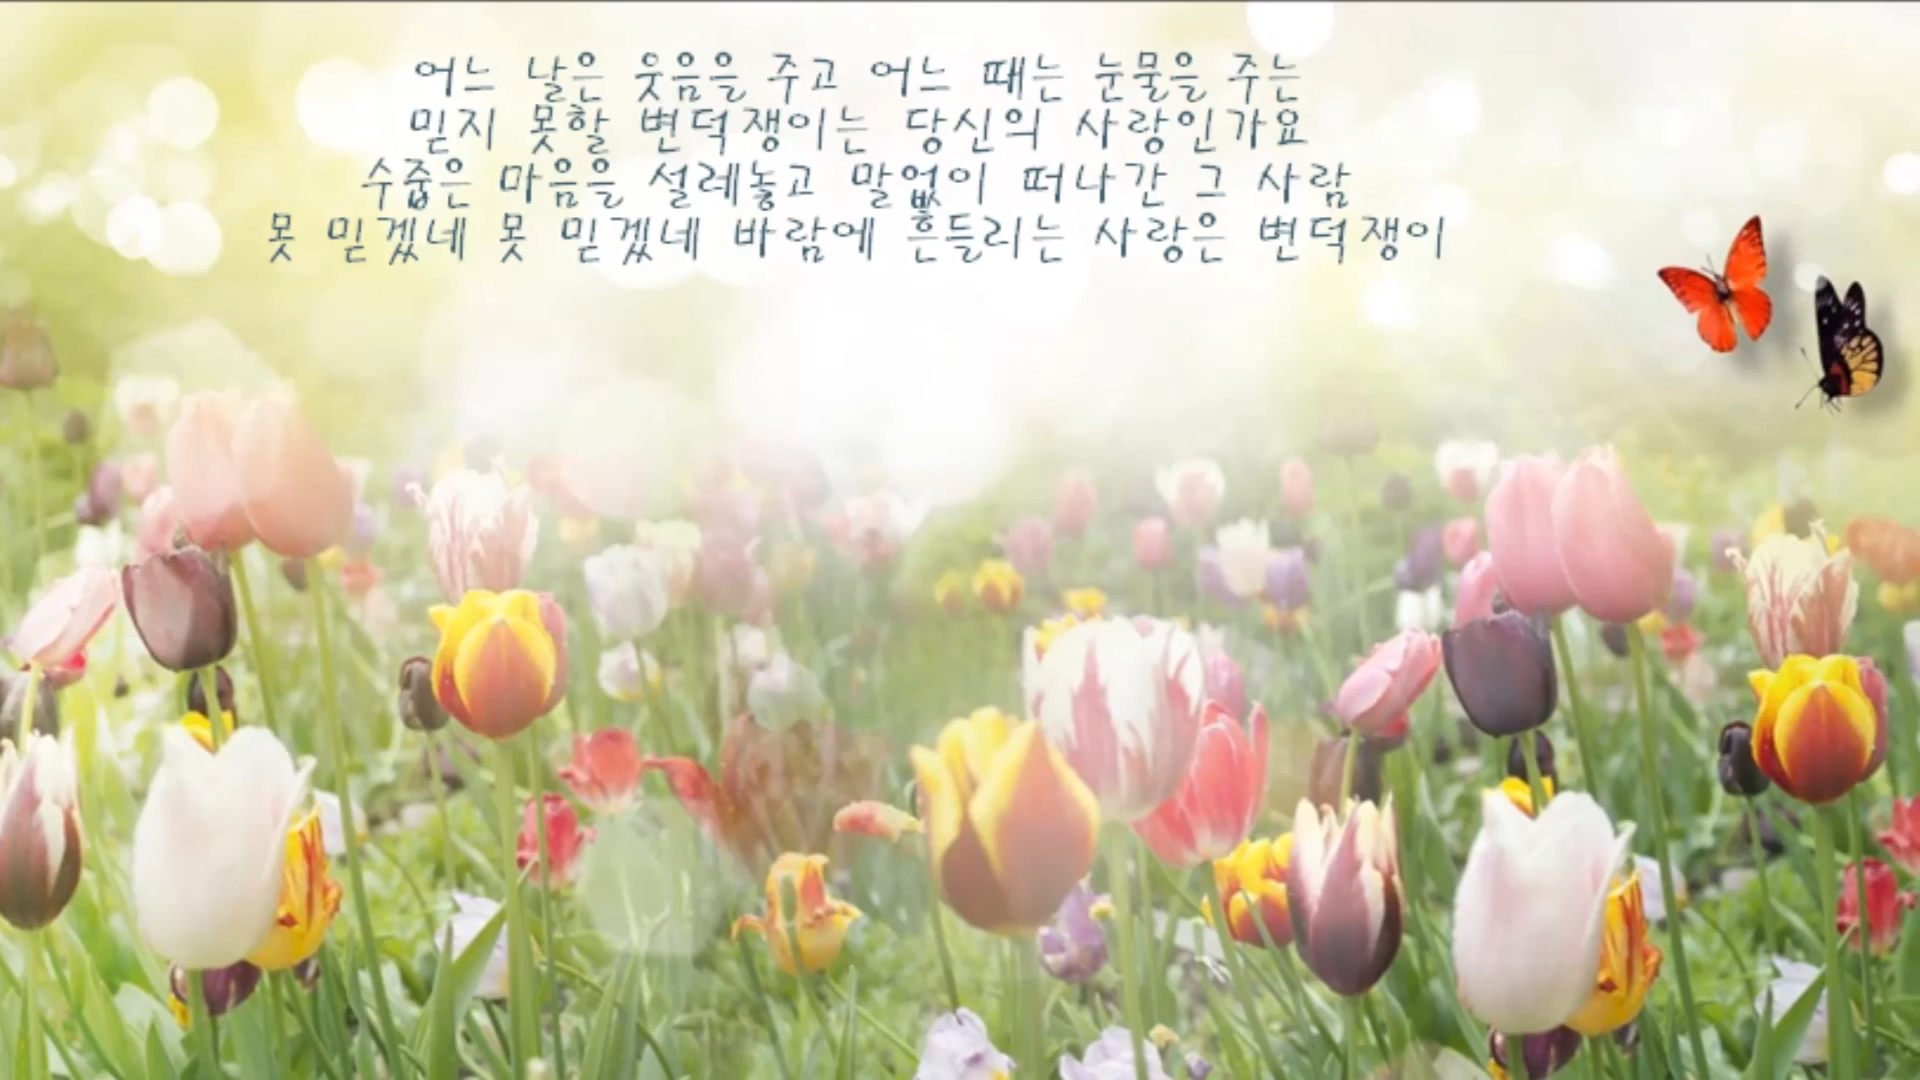 어느 날은 웃음을 주고 어느 때는 눈물을 주는
믿지 못할 변덕쟁이는 당신의 사랑인가요
수줍은 마음을 설레놓고 말없이 떠나간 그 사람
못 믿겠네 못 믿겠네 바람에 흔들리는 사랑은 변덕쟁이